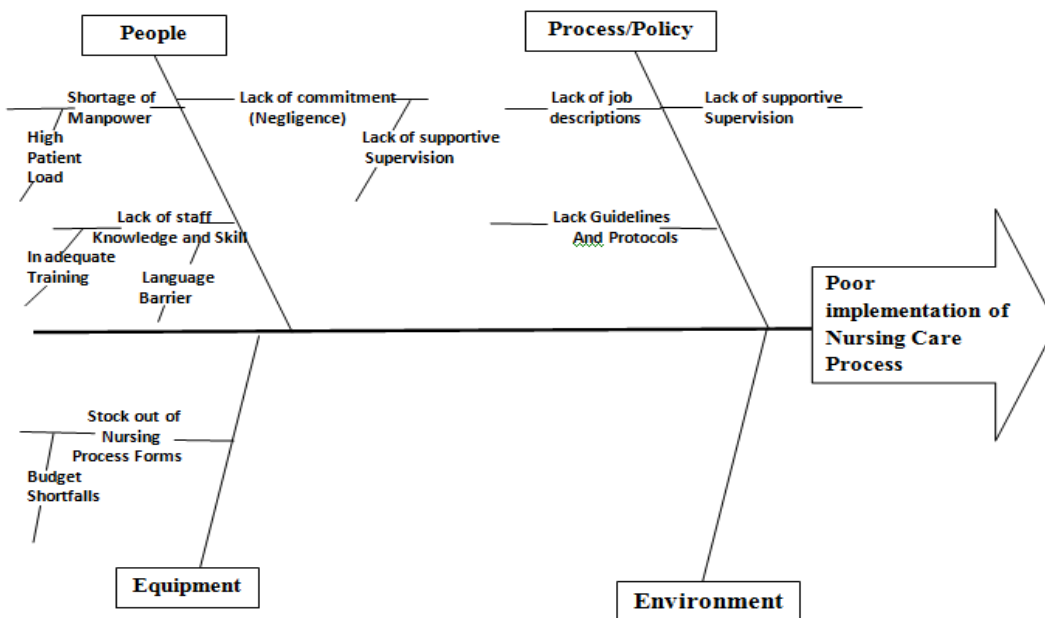 People
Process/Policy
Shortage of
Manpower
High
Patient
Load
Lack of commitment
(Negligence)
Lack of supportive
Supervision
Lack of job
descriptions
Lack of supportive
Supervision
Lack of staff
Knowledge and Skill
In adequate
Training
Language
Barrier
Lack Guidelines
And Protocols
Poor
implementation of
Nursing Care
Process
Stock out of
Nursing
Process Forms
Budget
Shortfalls
Equipment
Environment